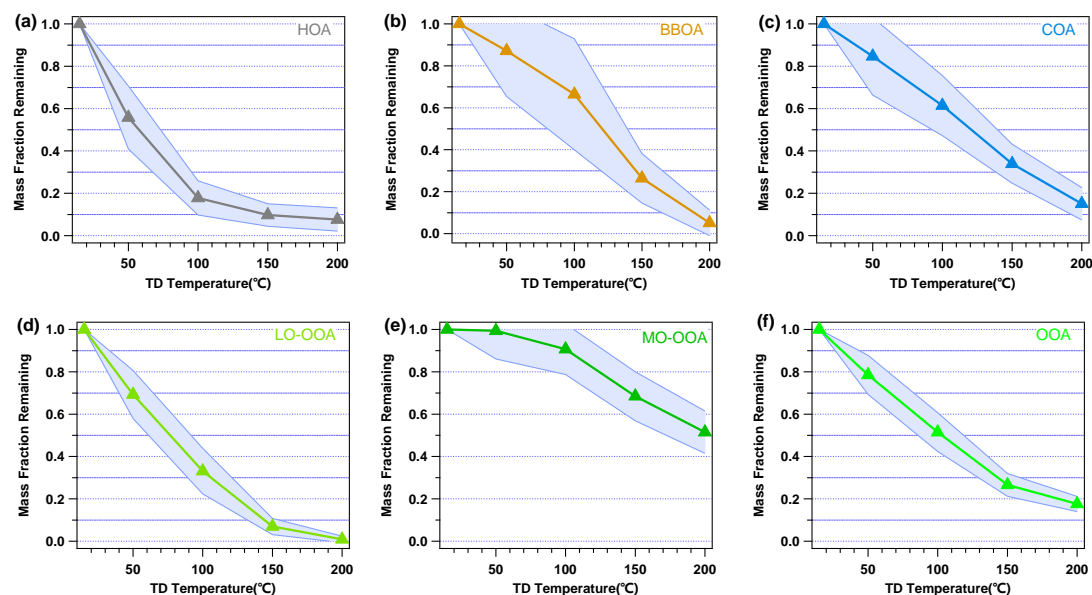 (a)
HOA
Mass Fraction Remaining
1.0
0.8
0.6
0.4
0.2
0.0
50
100
150
200
TD Temperature(℃)
(b)
BBOA
Mass Fraction Remaining
1.0
0.8
0.6
0.4
0.2
0.0
50
100
150
200
TD Temperature(℃)
(c)
COA
Mass Fraction Remaining
1.0
0.8
0.6
0.4
0.2
0.0
50
100
150
200
TD Temperature(℃)
(d)
LO-OOA
Mass Fraction Remaining
1.0
0.8
0.6
0.4
0.2
0.0
50
100
150
200
TD Temperature(℃)
(e)
MO-OOA
Mass Fraction Remaining
1.0
0.8
0.6
0.4
0.2
0.0
50
100
150
200
TD Temperature(℃)
(f)
OOA
Mass Fraction Remaining
1.0
0.8
0.6
0.4
0.2
0.0
50
100
150
200
TD Temperature(℃)